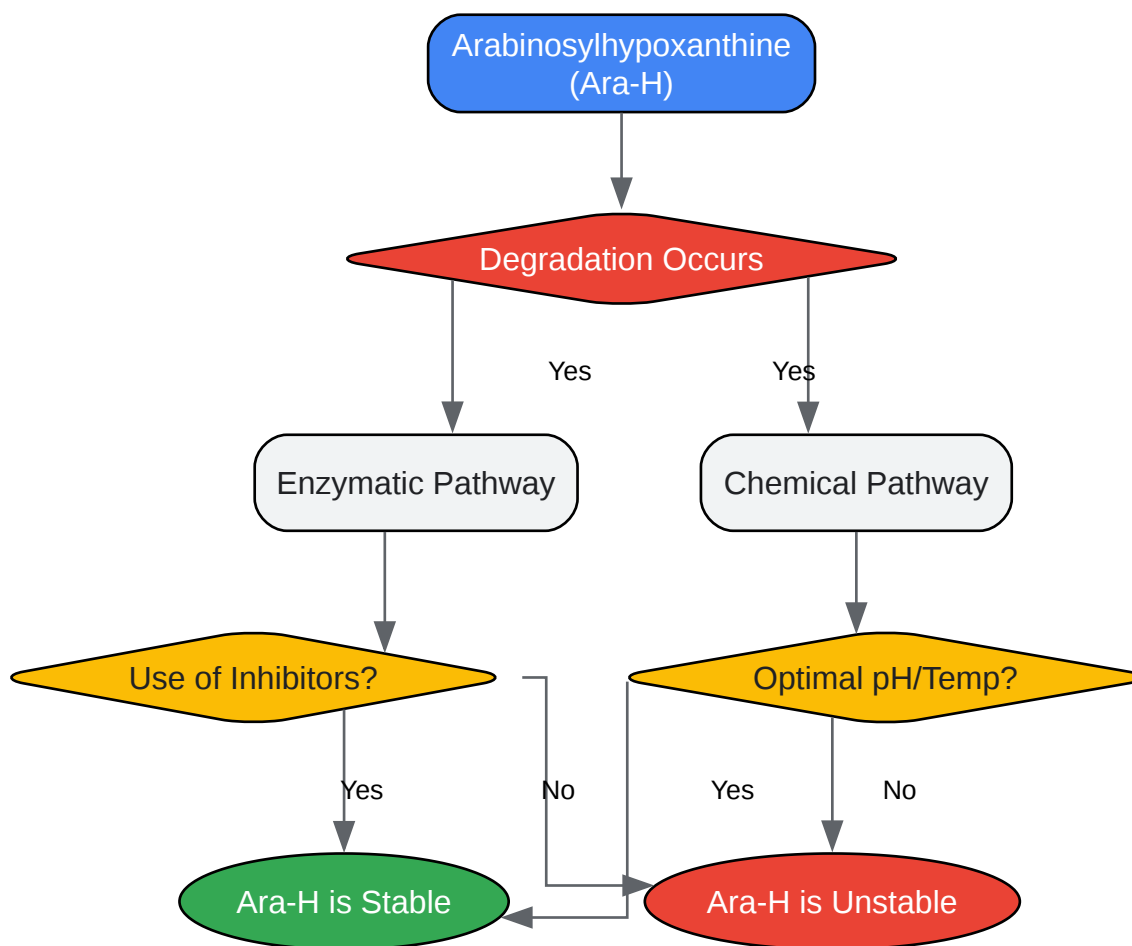 Arabinosylhypoxanthine
(Ara-H)
Degradation Occurs
Yes
Yes
Enzymatic Pathway
Chemical Pathway
Use of Inhibitors?
Optimal pH/Temp?
Yes
No
Yes
No
Ara-H is Stable
Ara-H is Unstable